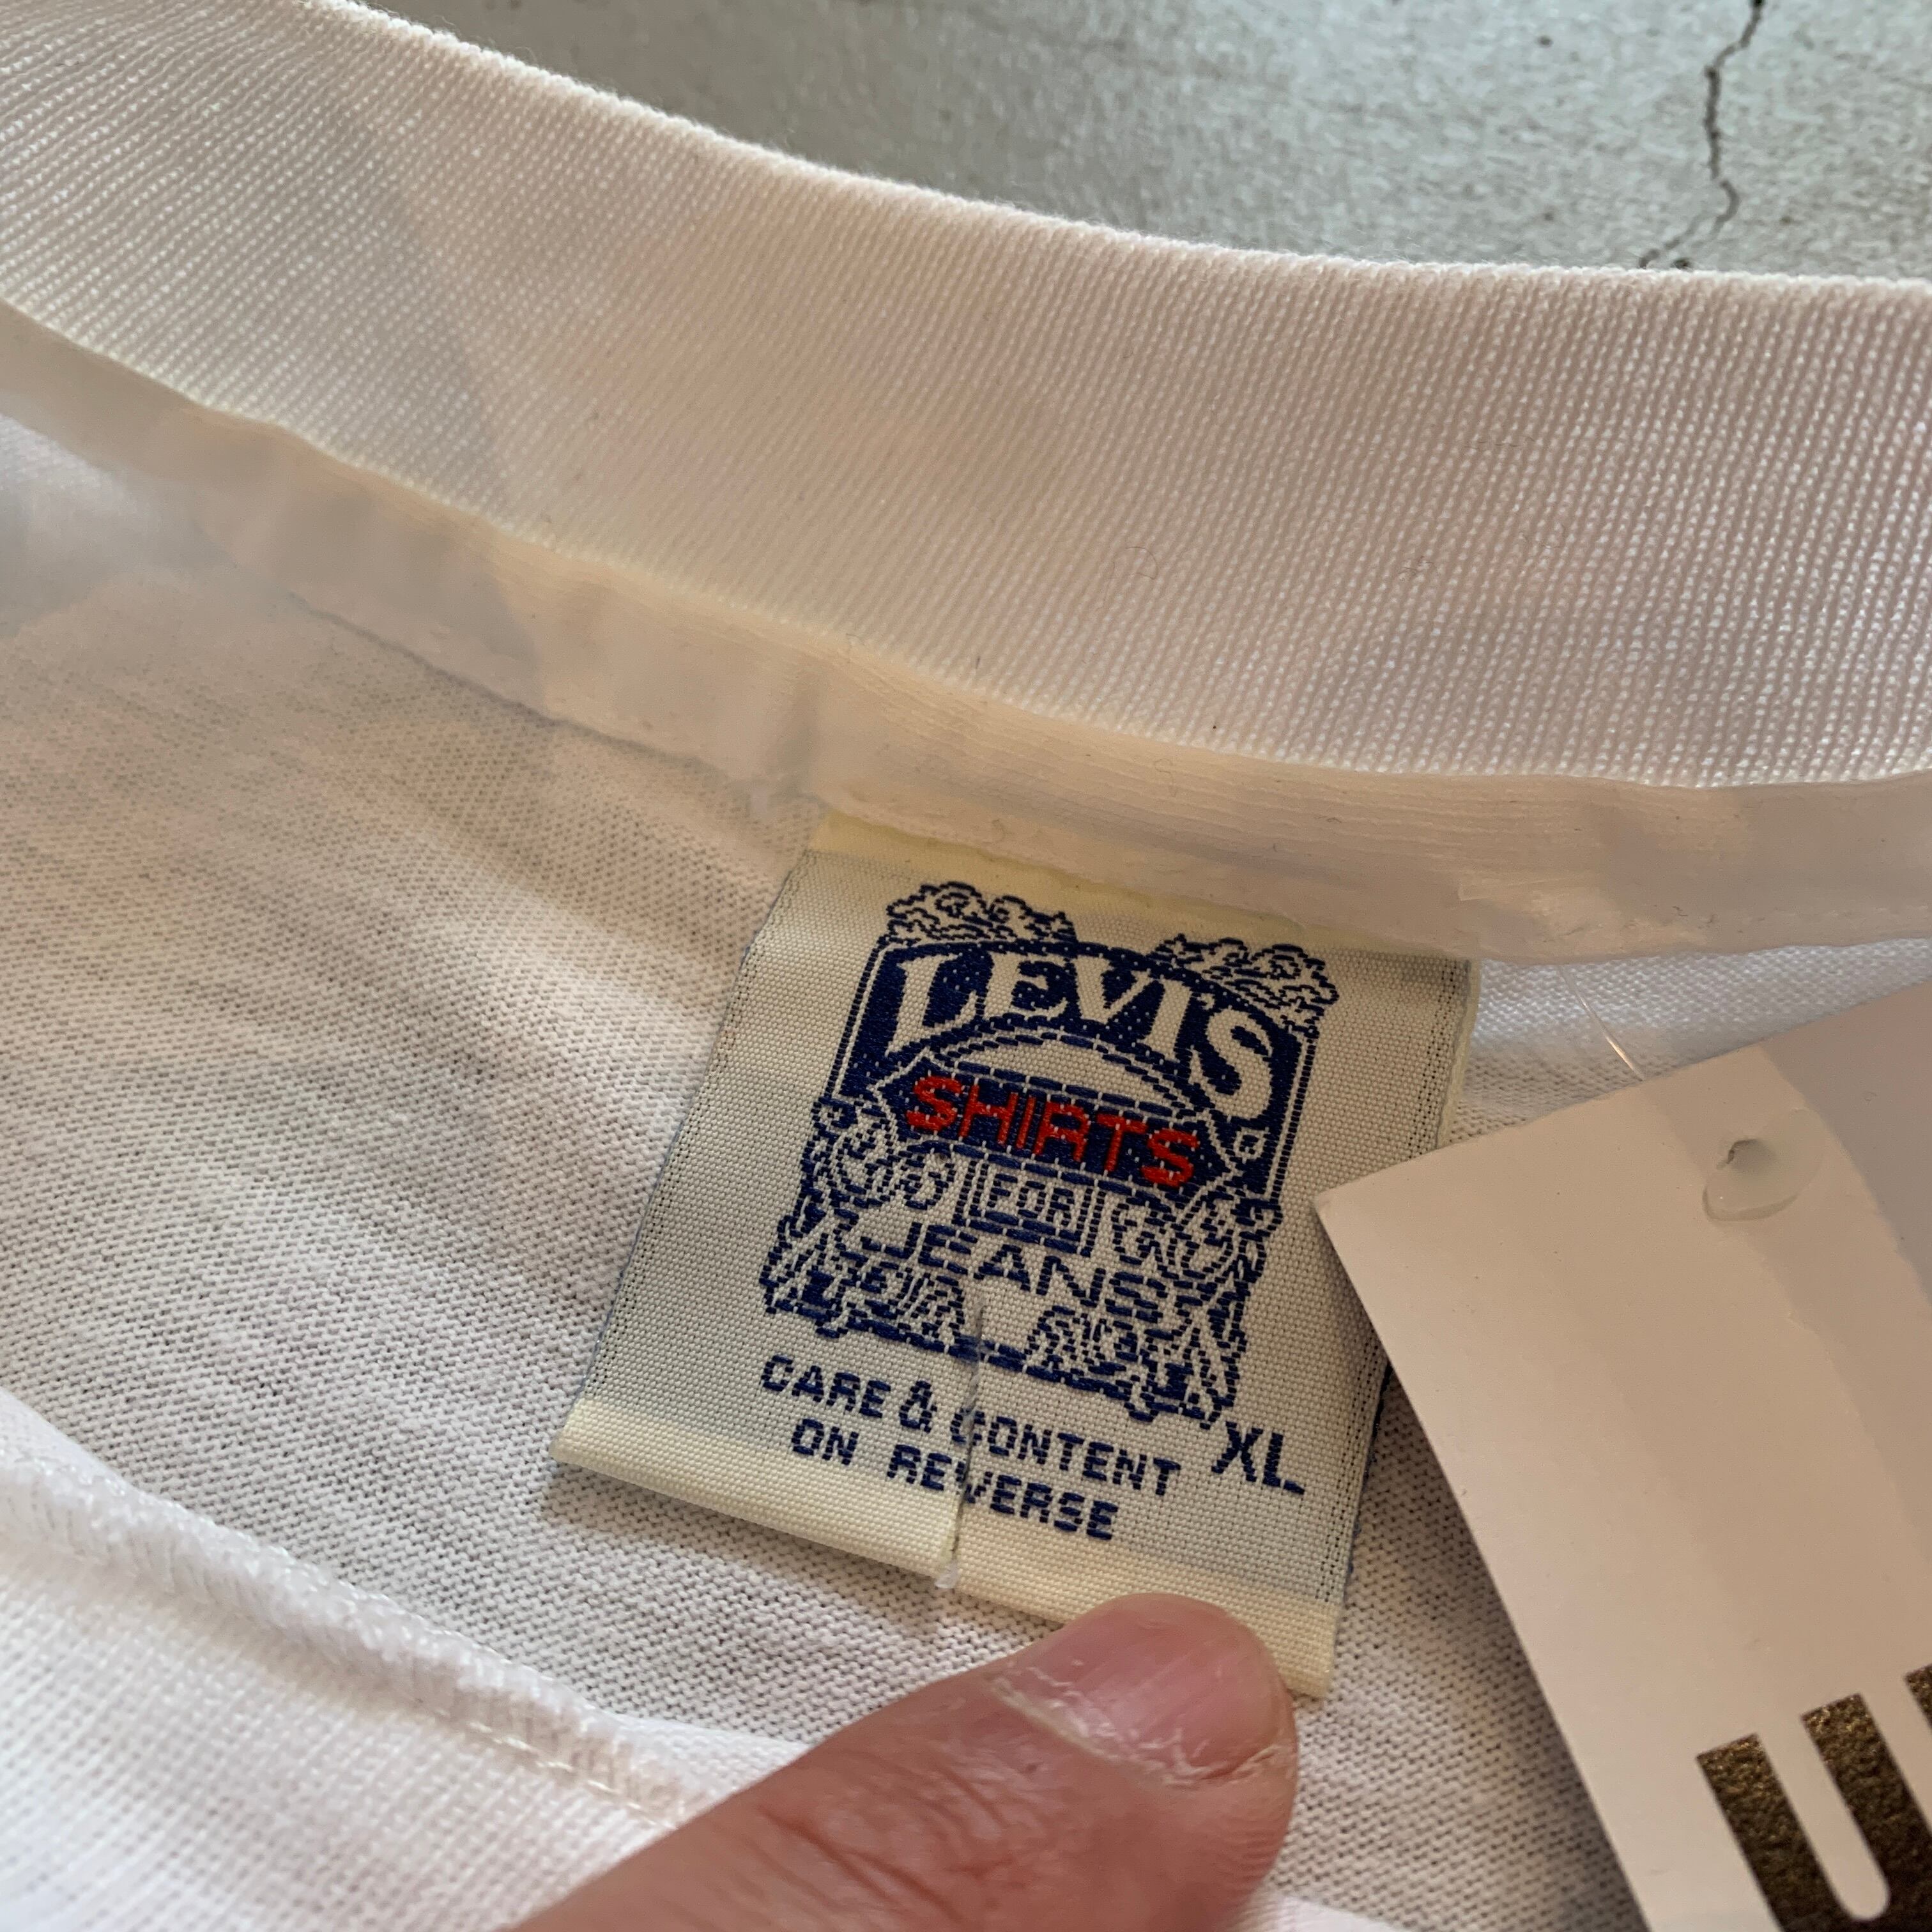 LEVI'S
SHIRTS
FOR
JEANS
CARE & CONTENT XL
ON REVERSE